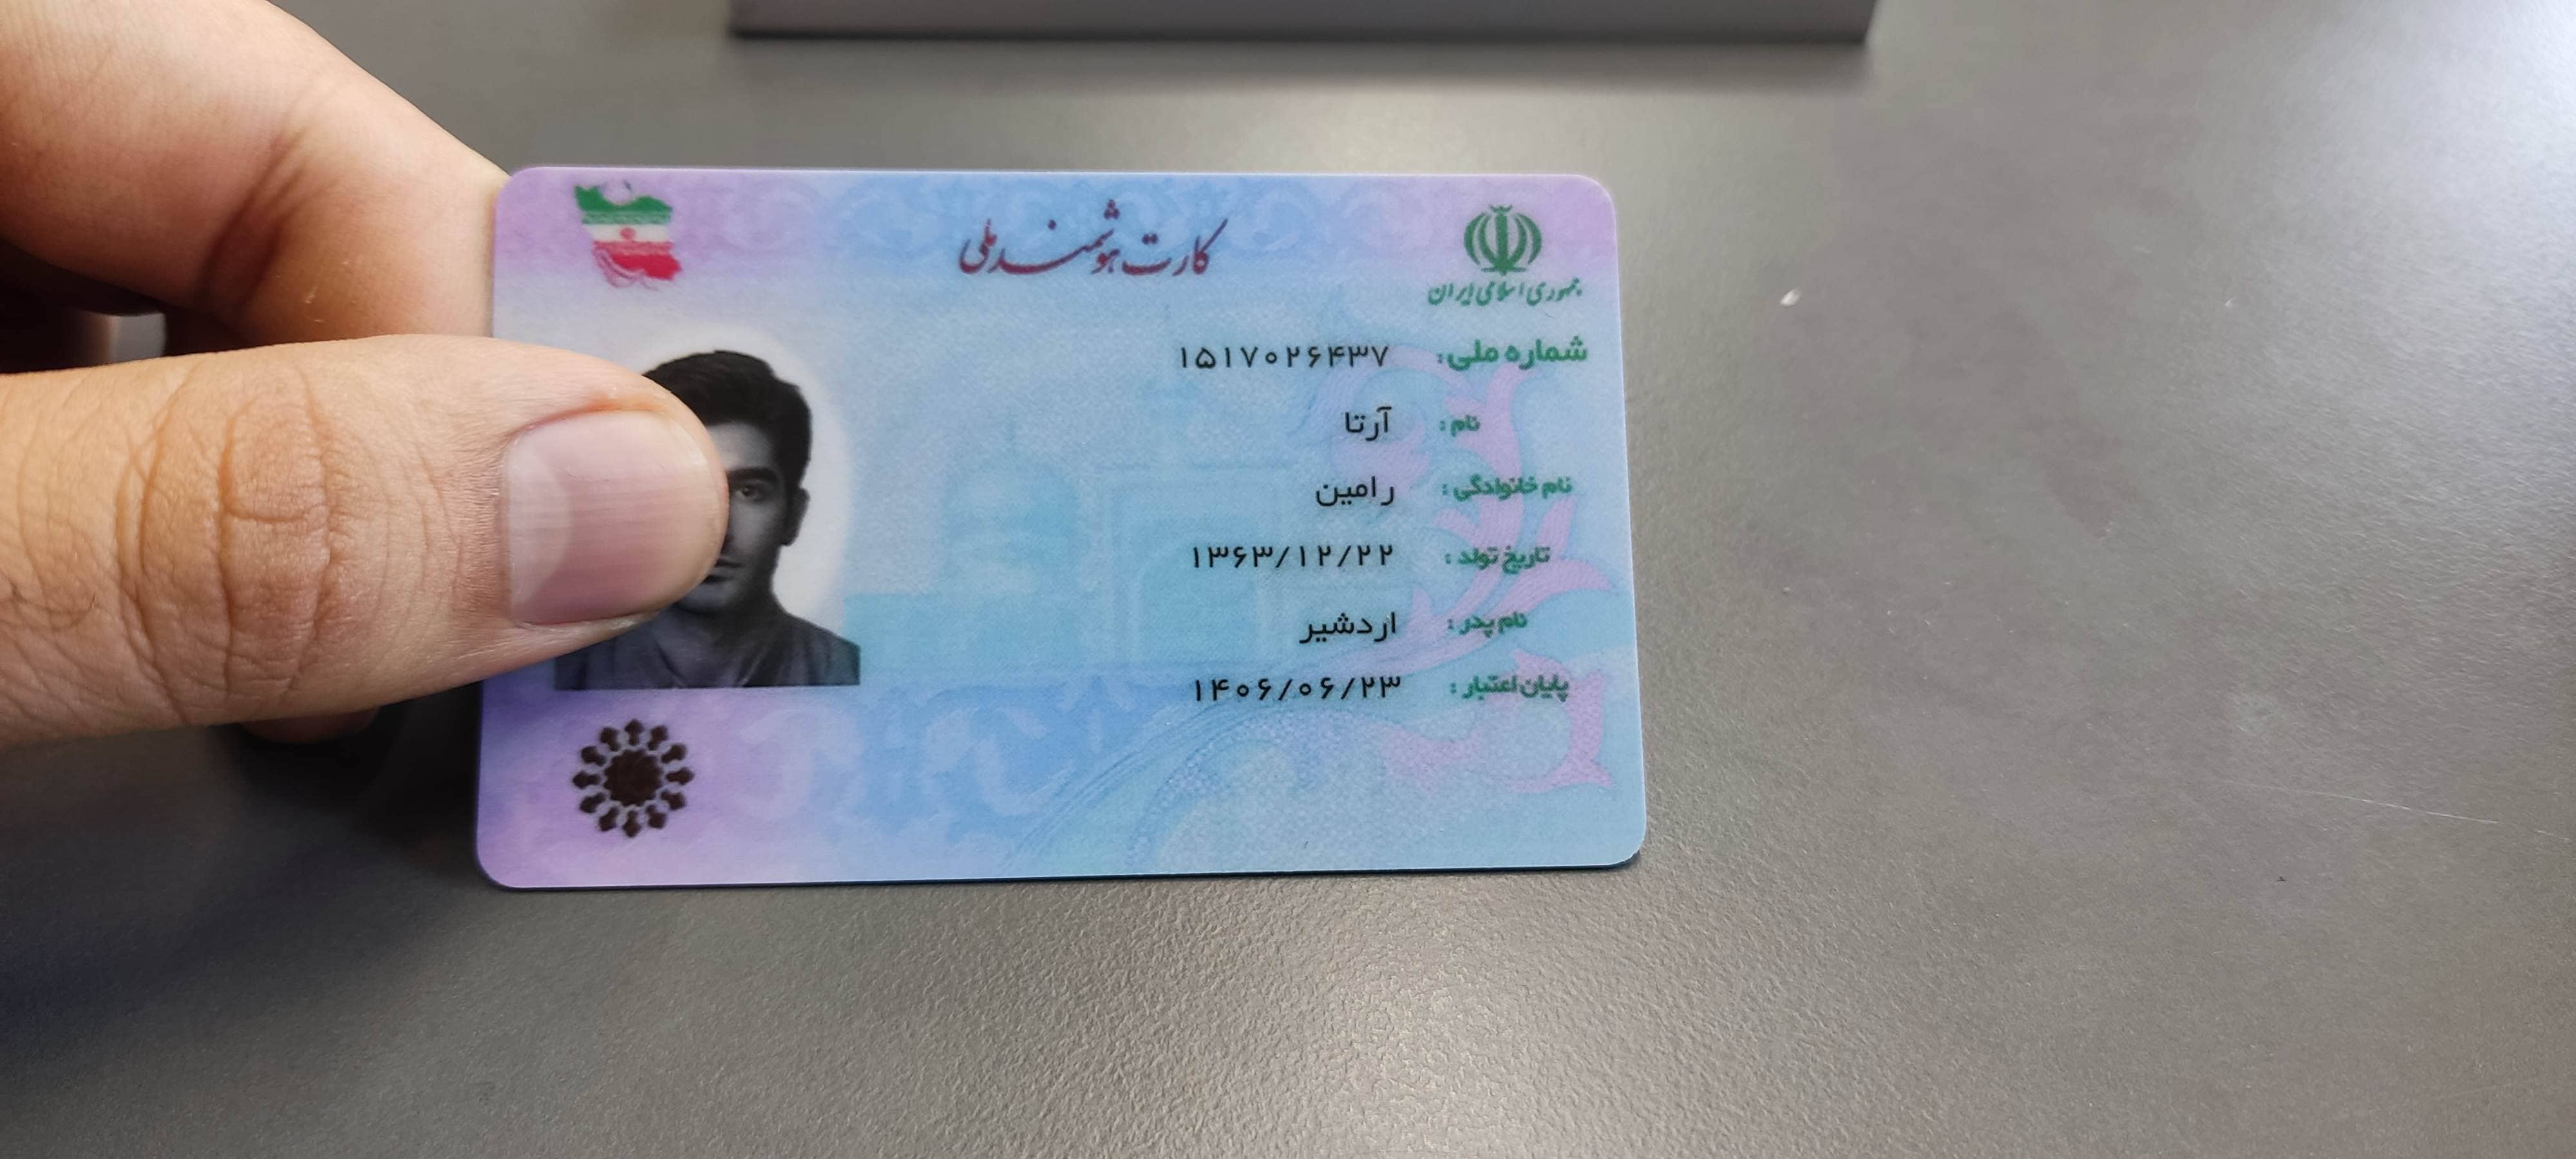 کارت هوشمند ملی
جمهوری اسلامی ایران
شماره ملی: ۱۵۱۷۰۲۶۴۳۷
نام: آرتا
نام خانوادگی: رامین
تاریخ تولد: ۱۳۶۳/۱۲/۲۲
نام پدر: اردشیر
پایان اعتبار: ۱۴۰۶/۰۶/۲۳